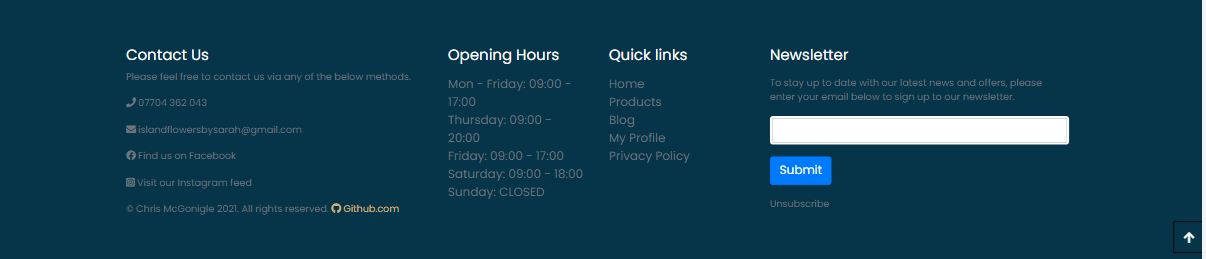 Contact Us
Please feel free to contact us via any of the below methods.
07704 362 043
islandflowersbysarah@gmail.com
Find us on Facebook
Visit our Instagram feed
© Chris McGonigle 2021. All rights reserved. Github.com
Opening Hours
Mon - Friday: 09:00 -
17:00
Thursday: 09:00 -
20:00
Friday: 09:00 - 17:00
Saturday: 09:00 - 18:00
Sunday: CLOSED
Quick links
Home
Products
Blog
My Profile
Privacy Policy
Newsletter
To stay up to date with our latest news and offers, please
enter your email below to sign up to our newsletter.
Submit
Unsubscribe